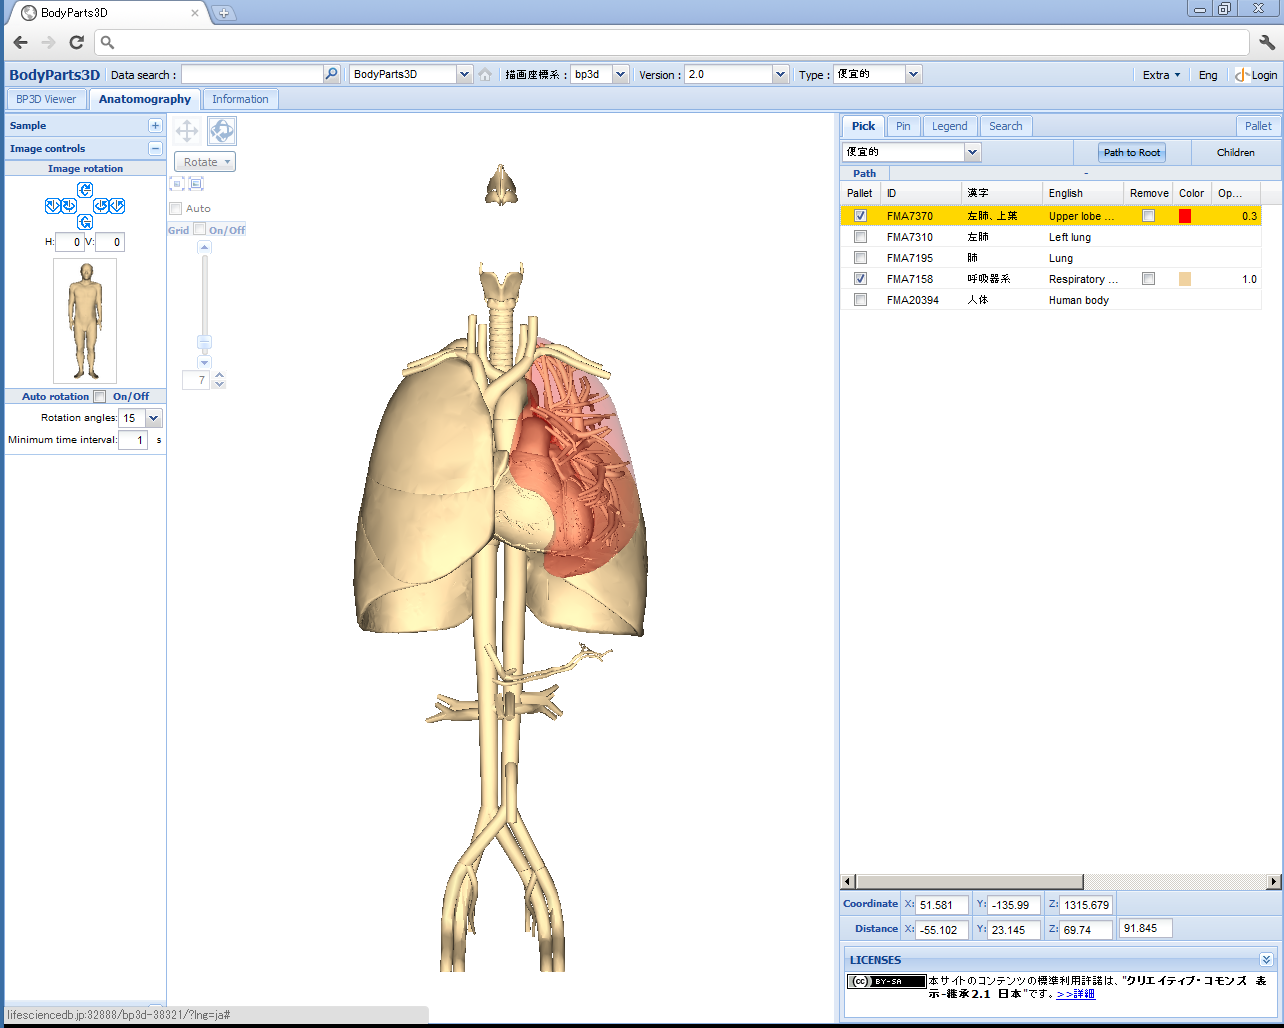 BodyParts3D
BodyParts3D Data search : BodyParts3D 描画座標系 : bp3d Version : 2.0 Type : 便宜的 Extra Eng Login
BP3D Viewer Anatomography Information
Sample
Image controls
Image rotation
H: 0 V: 0
Auto rotation On/Off
Rotation angles: 15
Minimum time interval: 1 s
Rotate
Auto
Grid On/Off
7
Pick Pin Legend Search Pallet
便宜的 Path to Root Children
Path -
Pallet ID 漢字 English Remove Color Op...
FMA7370 左肺、上葉 Upper lobe ... 0.3
FMA7310 左肺 Left lung
FMA7195 肺 Lung
FMA7158 呼吸器系 Respiratory ... 1.0
FMA20394 人体 Human body
Coordinate X: 51.581 Y: -135.99 Z: 1315.679
Distance X: -55.102 Y: 23.145 Z: 69.74 91.845
LICENSES
cc BY-SA 本サイトのコンテンツの標準利用許諾は、"クリエイティブ・コモンズ 表
示-継承2.1 日本"です。>>詳細
lifesciencedb.jp:32888/bp3d-38321/?lng=ja#